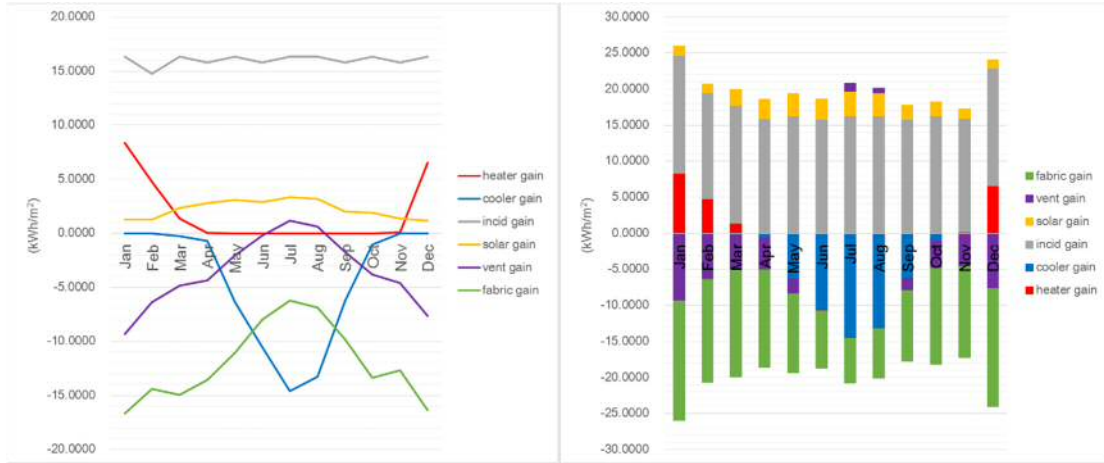 20.0000
15.0000
10.0000
5.0000
0.0000
-5.0000
-10.0000
-15.0000
-20.0000
(kWh/m²)
Jan
Feb
Mar
Apr
May
Jun
Jul
Aug
Sep
Oct
Nov
Dec
heater gain
cooler gain
incid gain
solar gain
vent gain
fabric gain
30.0000
25.0000
20.0000
15.0000
10.0000
5.0000
0.0000
-5.0000
-10.0000
-15.0000
-20.0000
-25.0000
-30.0000
(kWh/m²)
Jan
Feb
Mar
Apr
May
Jun
Jul
Aug
Sep
Oct
Nov
Dec
fabric gain
vent gain
solar gain
incid gain
cooler gain
heater gain